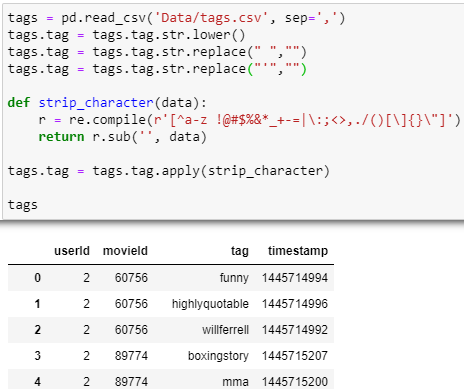 tags = pd.read_csv('Data/tags.csv', sep=',')
tags.tag = tags.tag.str.lower()
tags.tag = tags.tag.str.replace(" ","")
tags.tag = tags.tag.str.replace("'","")

def strip_character(data):
    r = re.compile(r'[^a-z !@#$%&*_+-=|\:;<>,./()[\]{}\"]')
    return r.sub('', data)

tags.tag = tags.tag.apply(strip_character)

tags
userId movieId tag timestamp
0 2 60756 funny 1445714994
1 2 60756 highlyquotable 1445714996
2 2 60756 willferrell 1445714992
3 2 89774 boxingstory 1445715207
4 2 89774 mma 1445715200